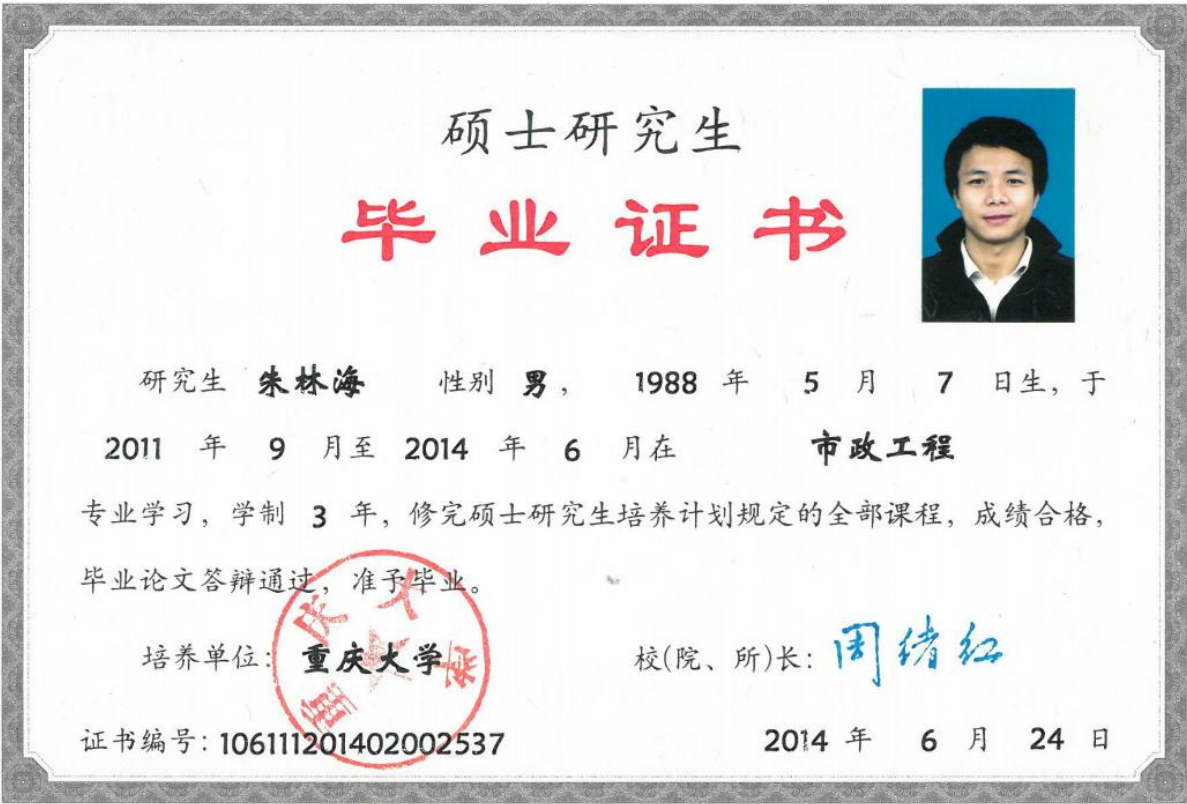 硕士研究生
毕业证书
研究生 朱林海 性别 男， 1988 年 5 月 7 日生，于
2011 年 9 月至 2014 年 6 月在 市政工程
专业学习，学制 3 年，修完硕士研究生培养计划规定的全部课程，成绩合格，
毕业论文答辩通过，准予毕业。
培养单位：重庆大学
校(院、所)长：周绪红
重庆大学
证书编号：106111201402002537
2014 年 6 月 24 日